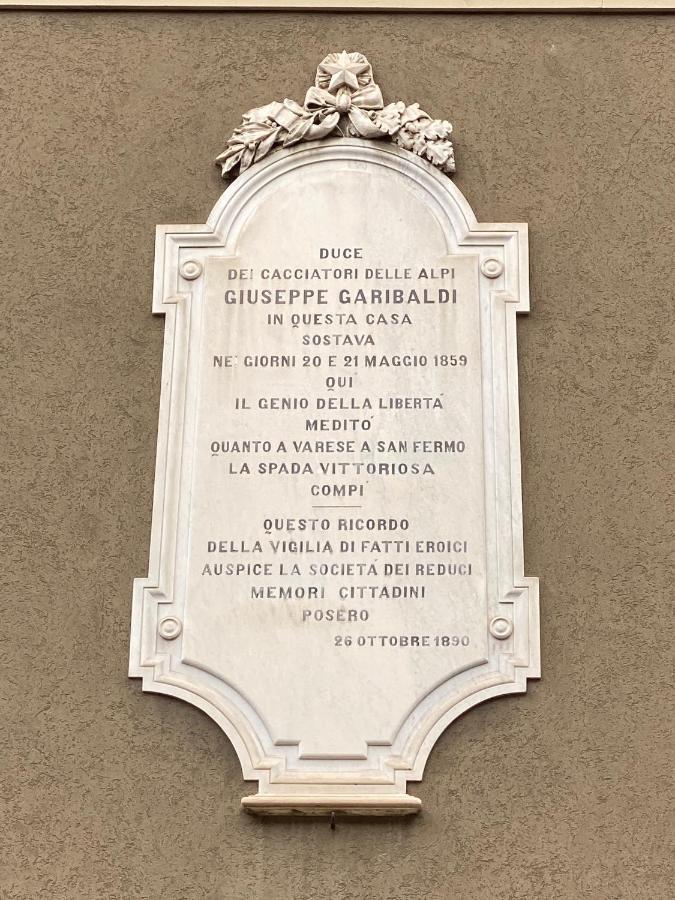 DUCE
DEI CACCIATORI DELLE ALPI
GIUSEPPE GARIBALDI
IN QUESTA CASA
SOSTAVA
NE' GIORNI 20 E 21 MAGGIO 1859
QUI
IL GENIO DELLA LIBERTÁ
MEDITÓ
QUANTO A VARESE A SAN FERMO
LA SPADA VITTORIOSA
COMPÍ
QUESTO RICORDO
DELLA VIGILIA DI FATTI EROICI
AUSPICE LA SOCIETÁ DEI REDUCI
MEMORI CITTADINI
POSERO
26 OTTOBRE 1890